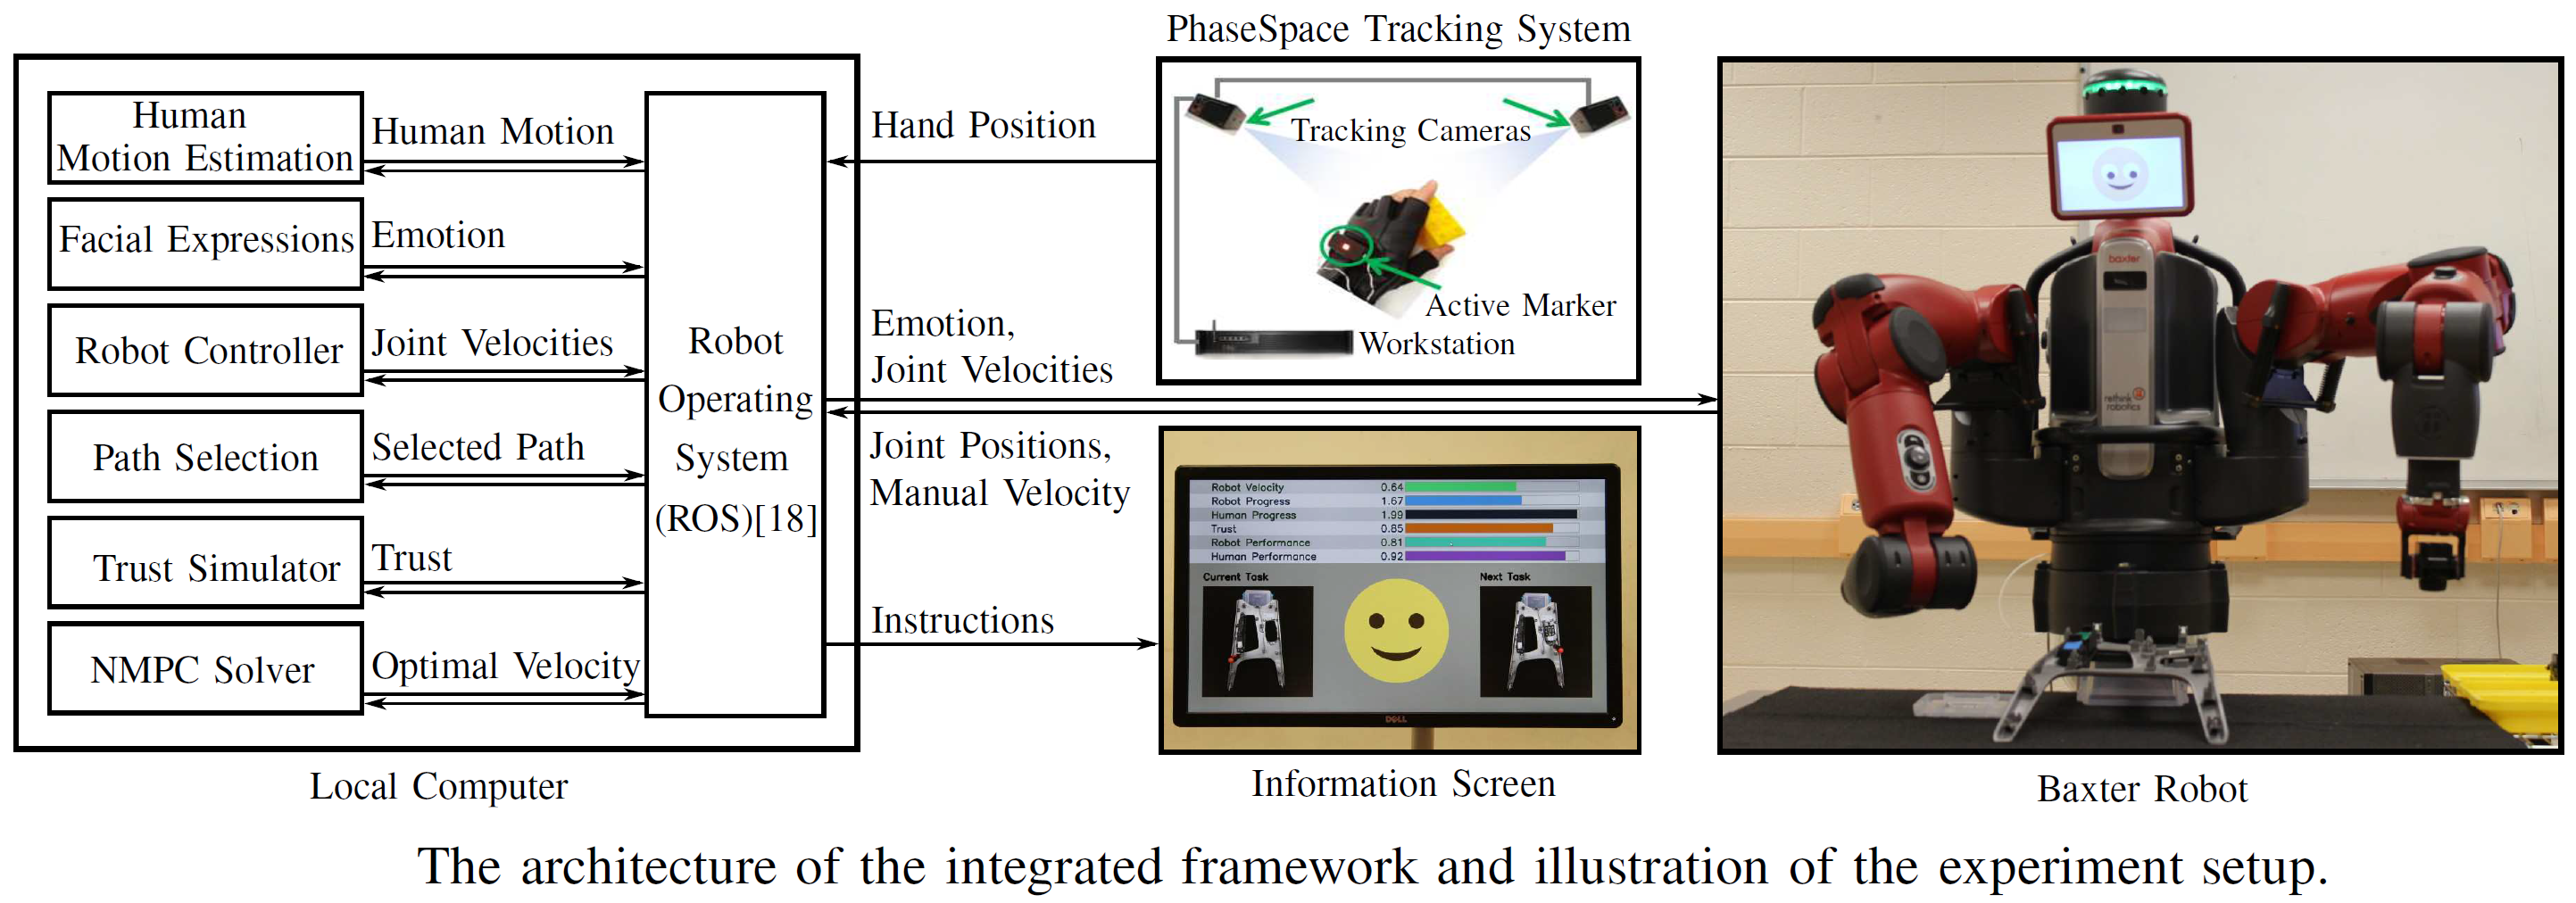 PhaseSpace Tracking System
Human
Motion Estimation
Human Motion
Facial Expressions
Emotion
Robot Controller
Joint Velocities
Path Selection
Selected Path
Trust Simulator
Trust
NMPC Solver
Optimal Velocity
Robot
Operating
System
(ROS)[18]
Local Computer
Hand Position
Emotion,
Joint Velocities
Joint Positions,
Manual Velocity
Instructions
Tracking Cameras
Active Marker
Workstation
Robot Velocity 0.64
Robot Progress 1.67
Human Progress 1.99
Trust 0.85
Robot Performance 0.81
Human Performance 0.92
Current Task
Next Task
DELL
Information Screen
baxter
rethink
robotics
Baxter Robot
The architecture of the integrated framework and illustration of the experiment setup.